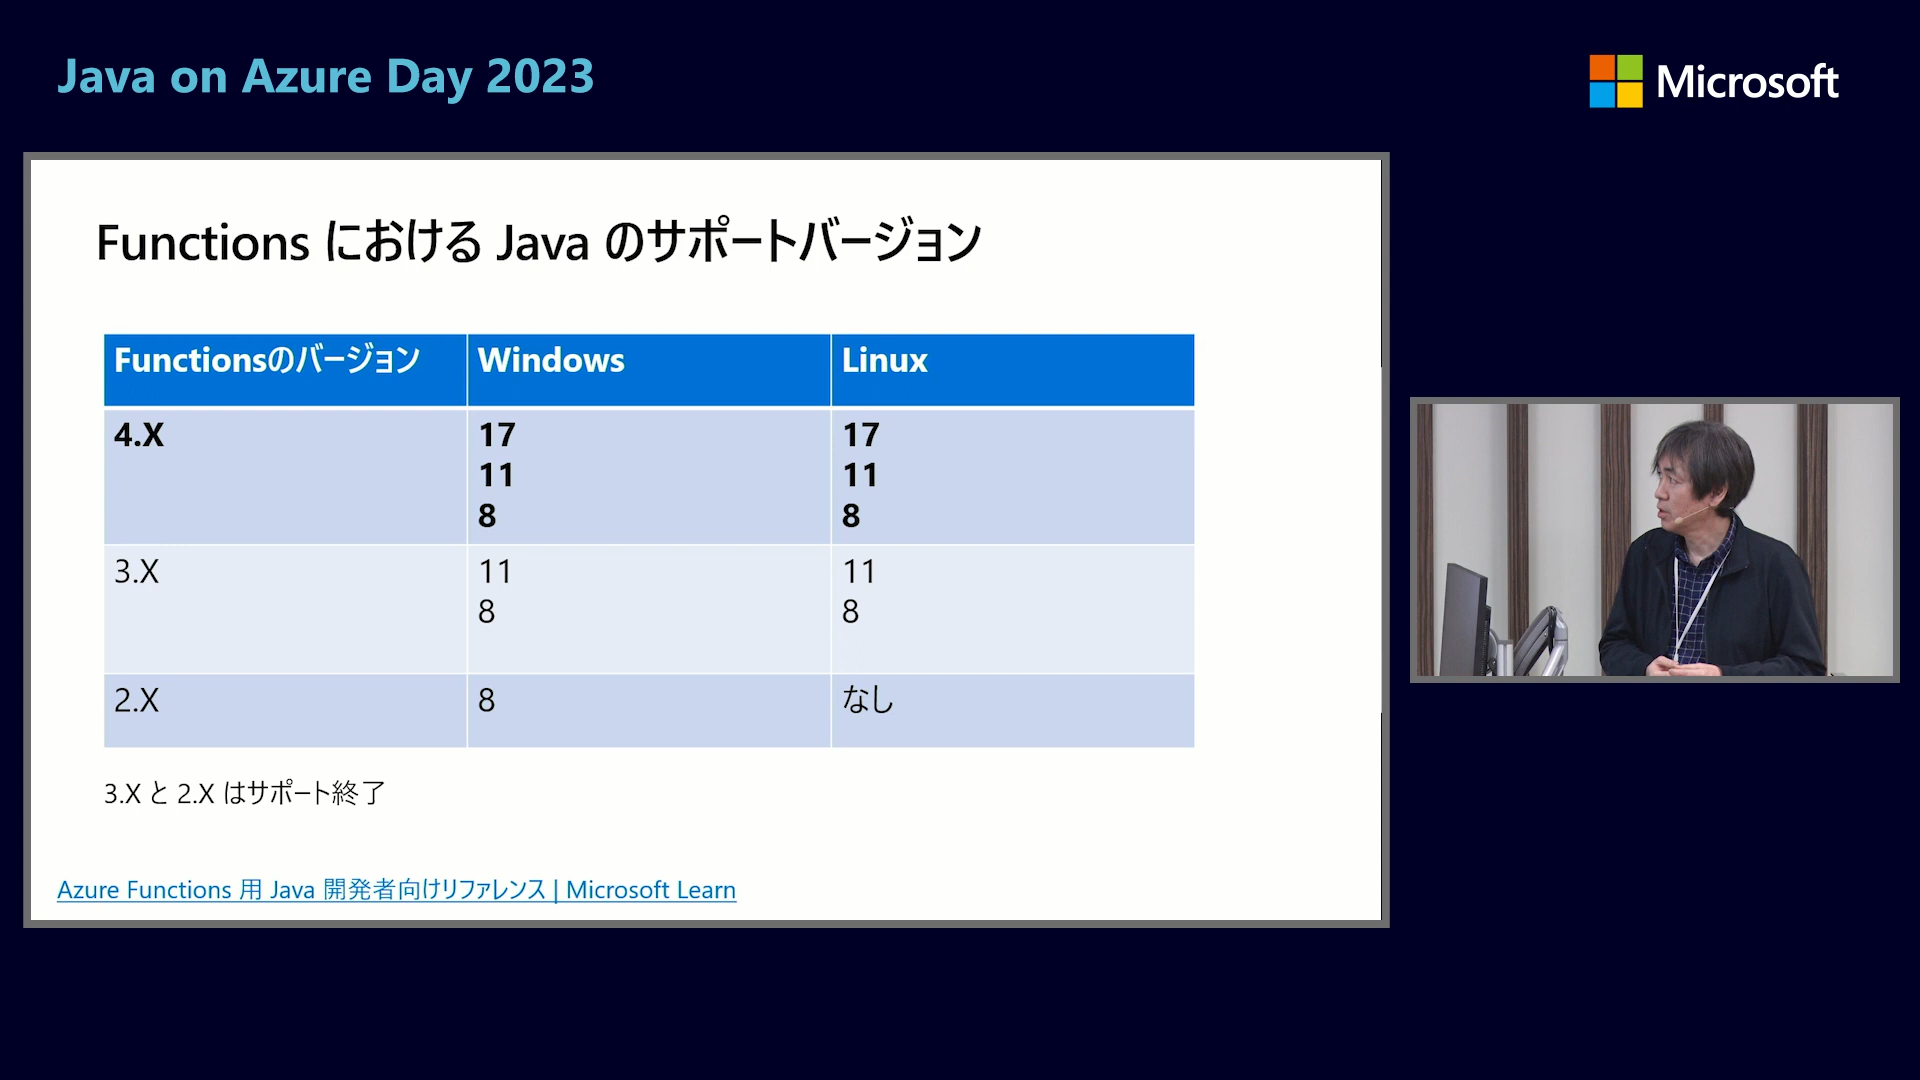 Java on Azure Day 2023
Microsoft
Functions における Java のサポートバージョン
Functionsのバージョン Windows Linux
4.X 17 17
11 11
8 8
3.X 11 11
8 8
2.X 8 なし
3.X と 2.X はサポート終了
Azure Functions 用 Java 開発者向けリファレンス | Microsoft Learn